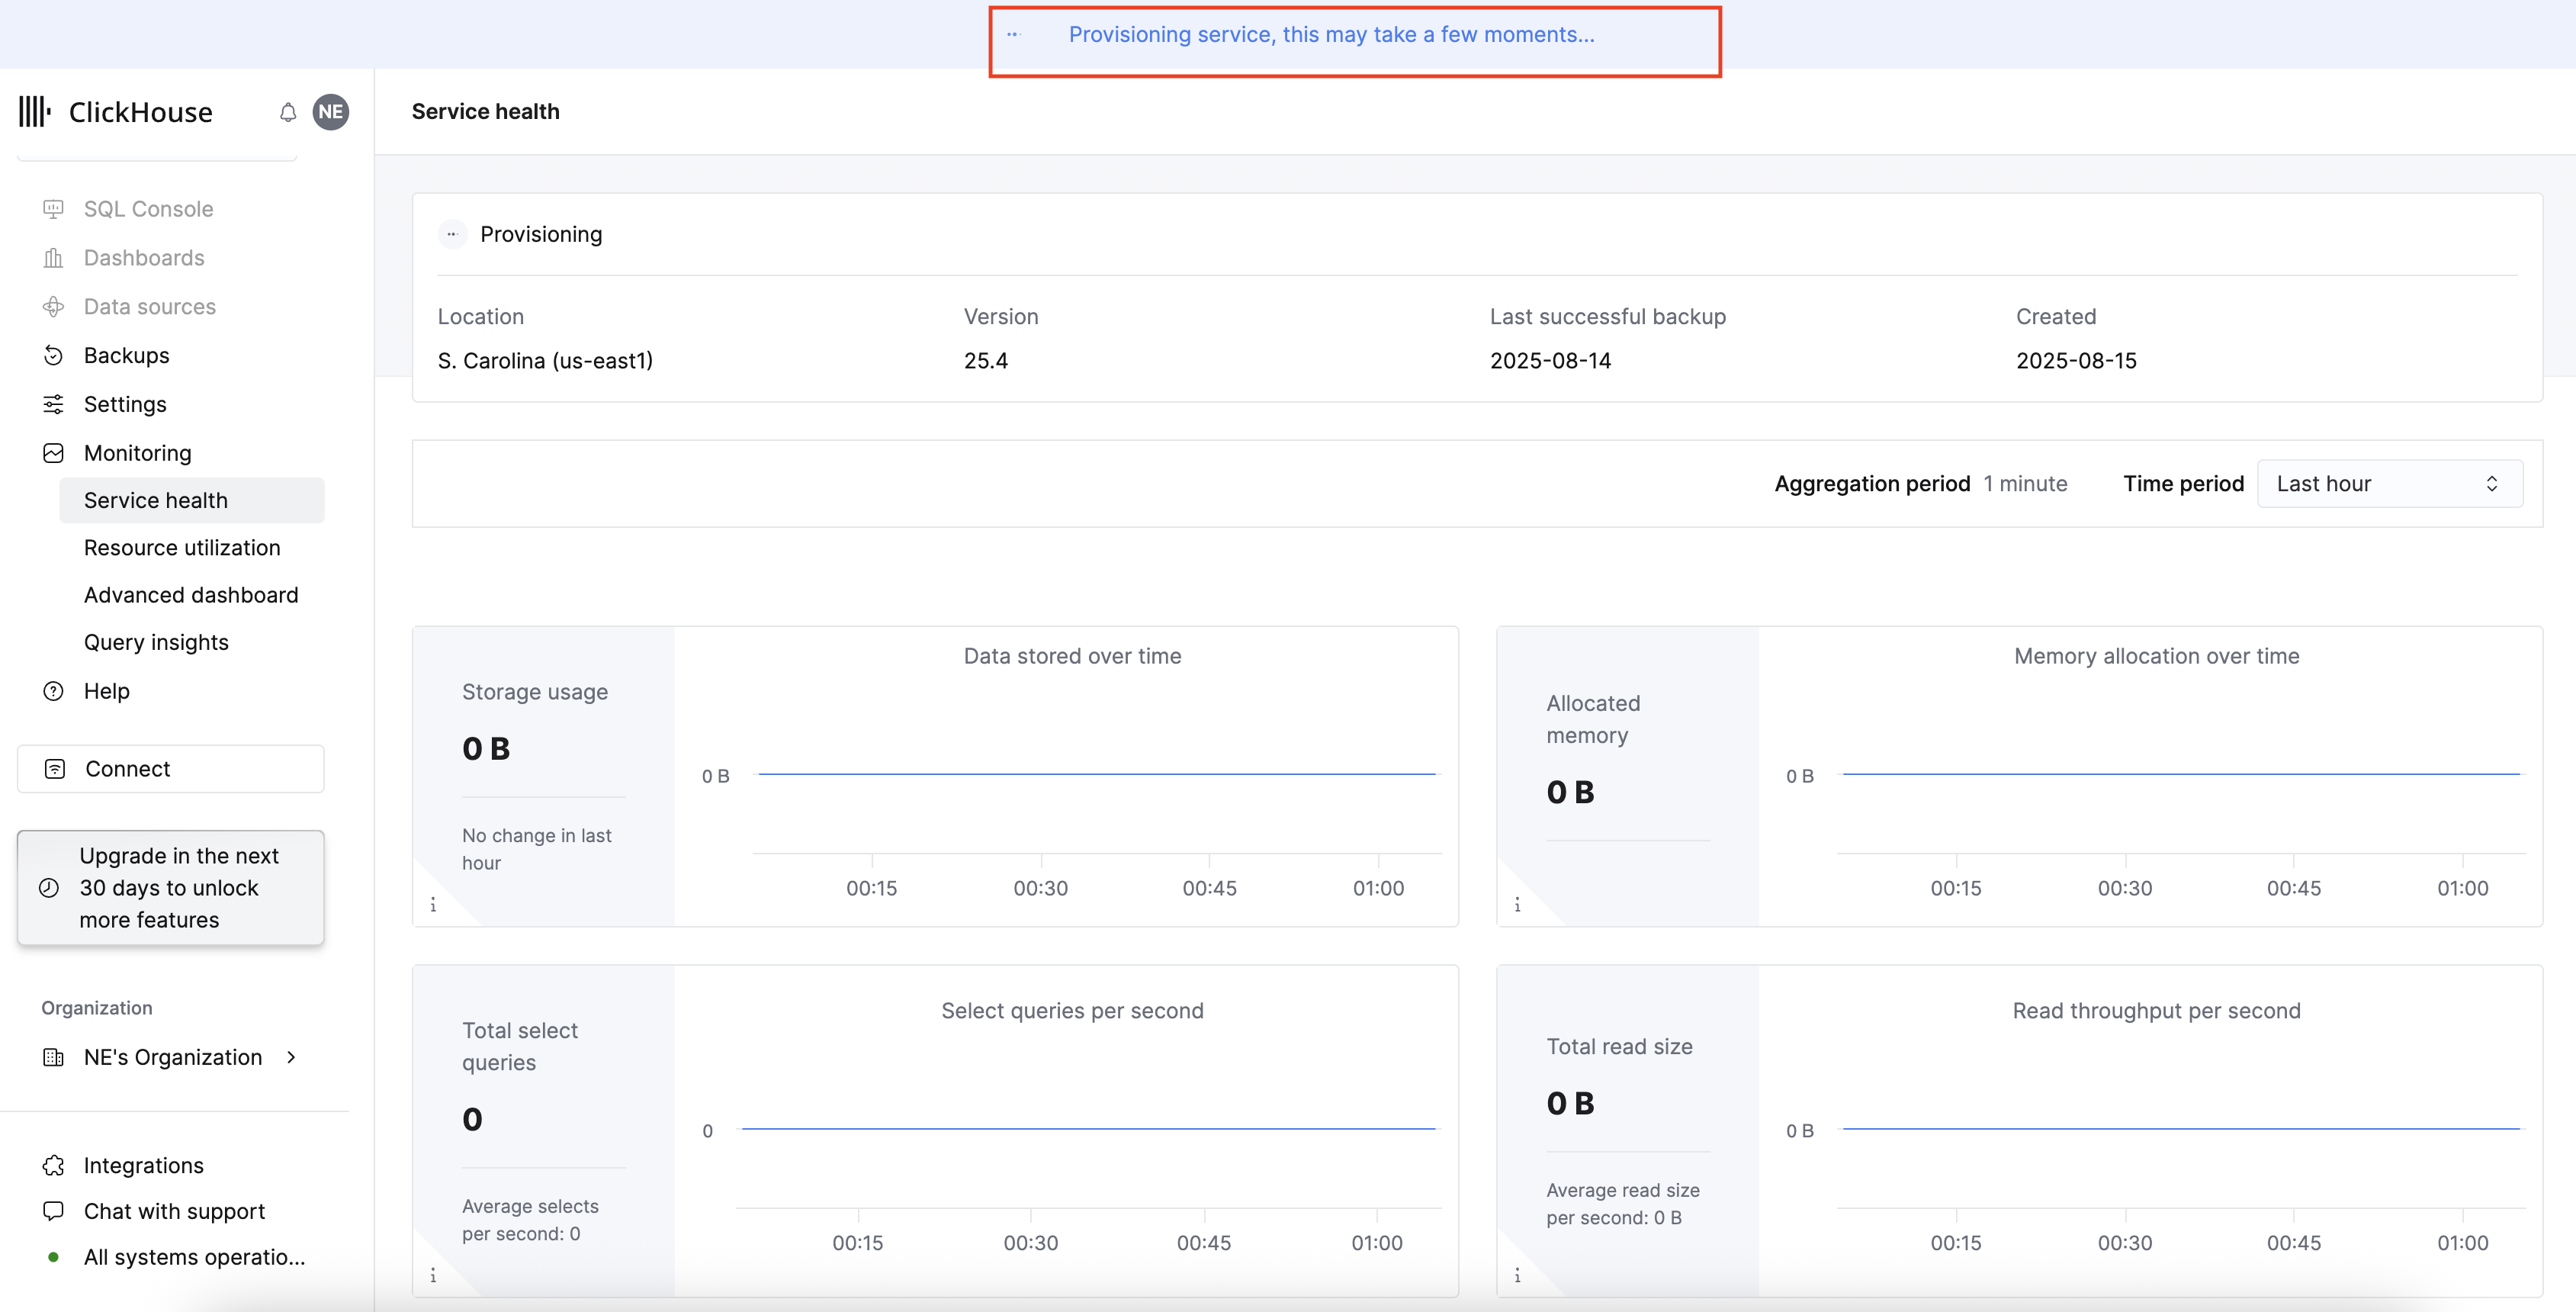 Provisioning service, this may take a few moments...
ClickHouse
NE
SQL Console
Dashboards
Data sources
Backups
Settings
Monitoring
Service health
Resource utilization
Advanced dashboard
Query insights
Help
Connect
Upgrade in the next
30 days to unlock
more features
Organization
NE's Organization
Integrations
Chat with support
All systems operatio...
Service health
Provisioning
Location
S. Carolina (us-east1)
Version
25.4
Last successful backup
2025-08-14
Created
2025-08-15
Aggregation period 1 minute
Time period
Last hour
Storage usage
0 B
No change in last
hour
i
Data stored over time
0 B
00:15 00:30 00:45 01:00
Allocated
memory
0 B
i
Memory allocation over time
0 B
00:15 00:30 00:45 01:00
Total select
queries
0
Average selects
per second: 0
i
Select queries per second
0
00:15 00:30 00:45 01:00
Total read size
0 B
Average read size
per second: 0 B
i
Read throughput per second
0 B
00:15 00:30 00:45 01:00